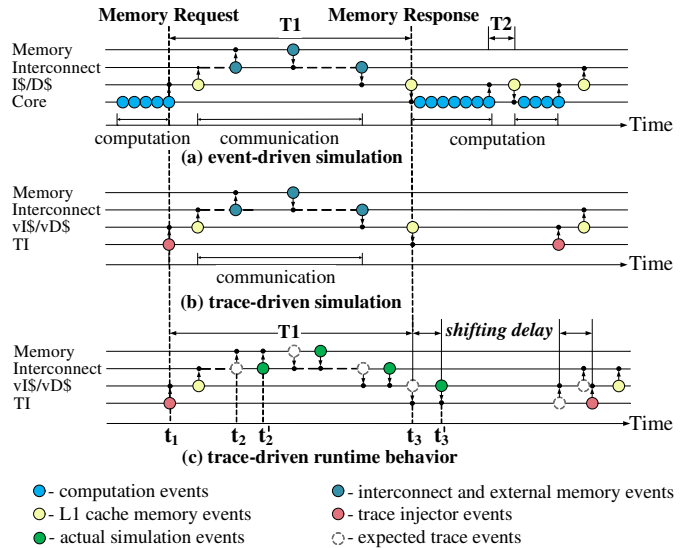 Memory Request
Memory Response
T1
T2
Memory
Interconnect
I$/D$
Core
Time
computation
communication
computation
(a) event-driven simulation
Memory
Interconnect
vI$/vD$
TI
Time
communication
(b) trace-driven simulation
T1
shifting delay
Memory
Interconnect
vI$/vD$
TI
Time
t1 t2 t'2 t3 t'3
(c) trace-driven runtime behavior
- computation events
- interconnect and external memory events
- L1 cache memory events
- trace injector events
- actual simulation events
- expected trace events